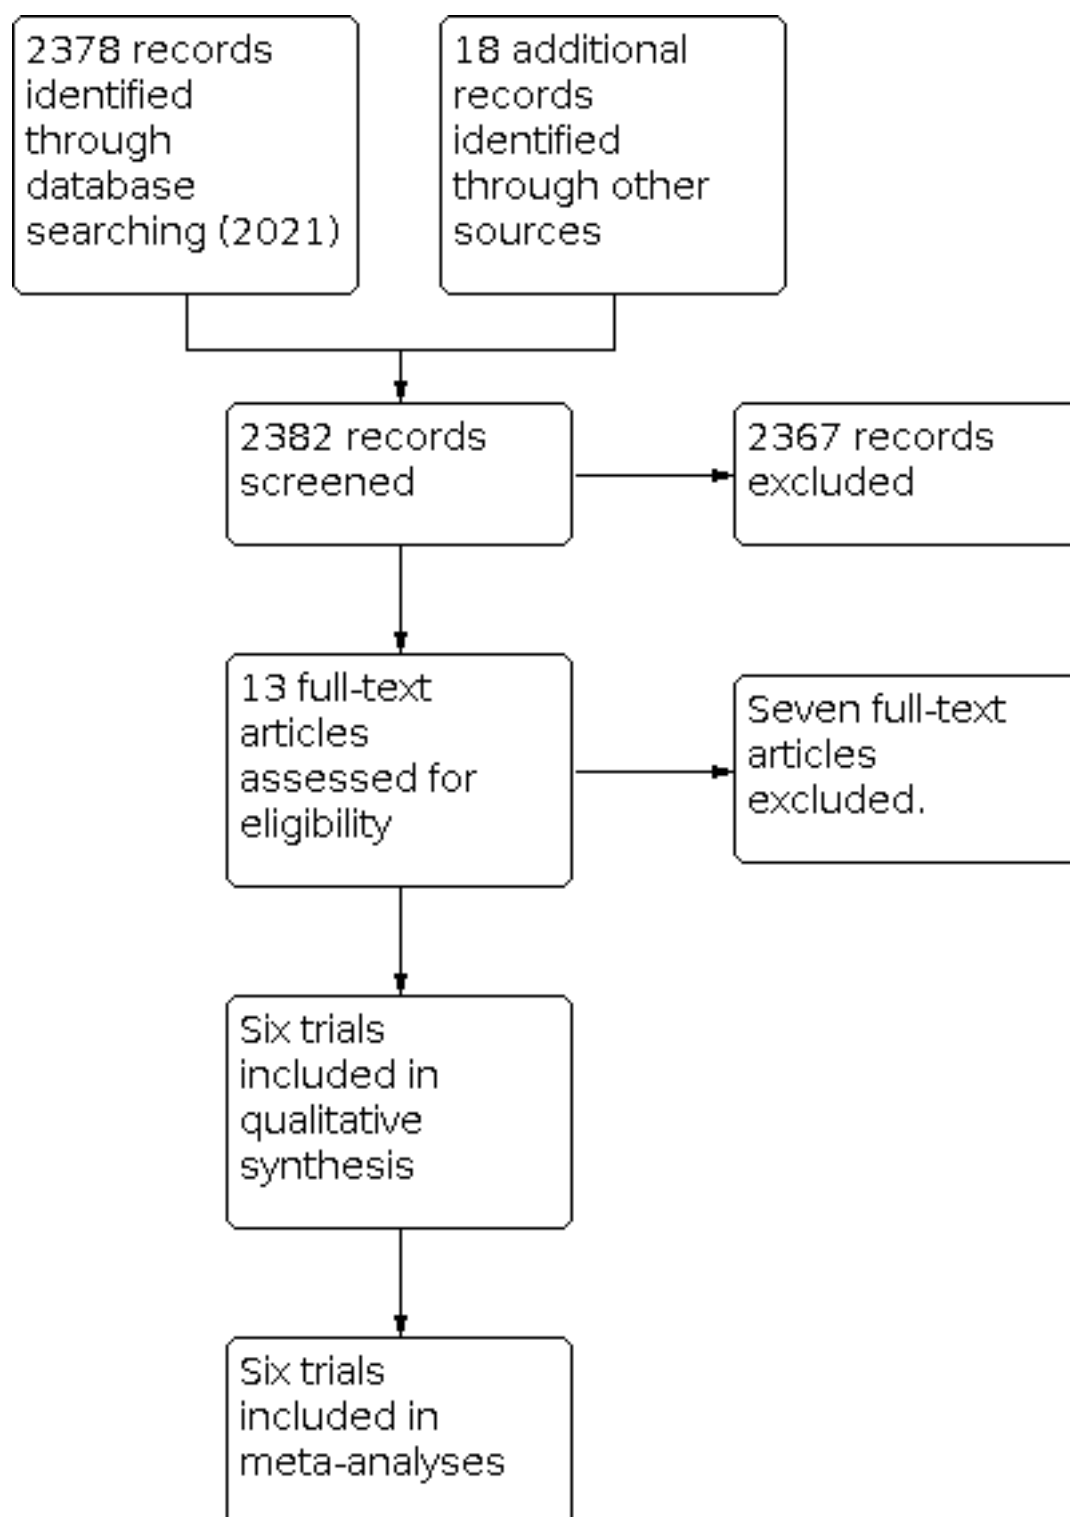 2378 records
identified
through
database
searching (2021)
18 additional
records
identified
through other
sources
2382 records
screened
2367 records
excluded
13 full-text
articles
assessed for
eligibility
Seven full-text
articles
excluded.
Six trials
included in
qualitative
synthesis
Six trials
included in
meta-analyses